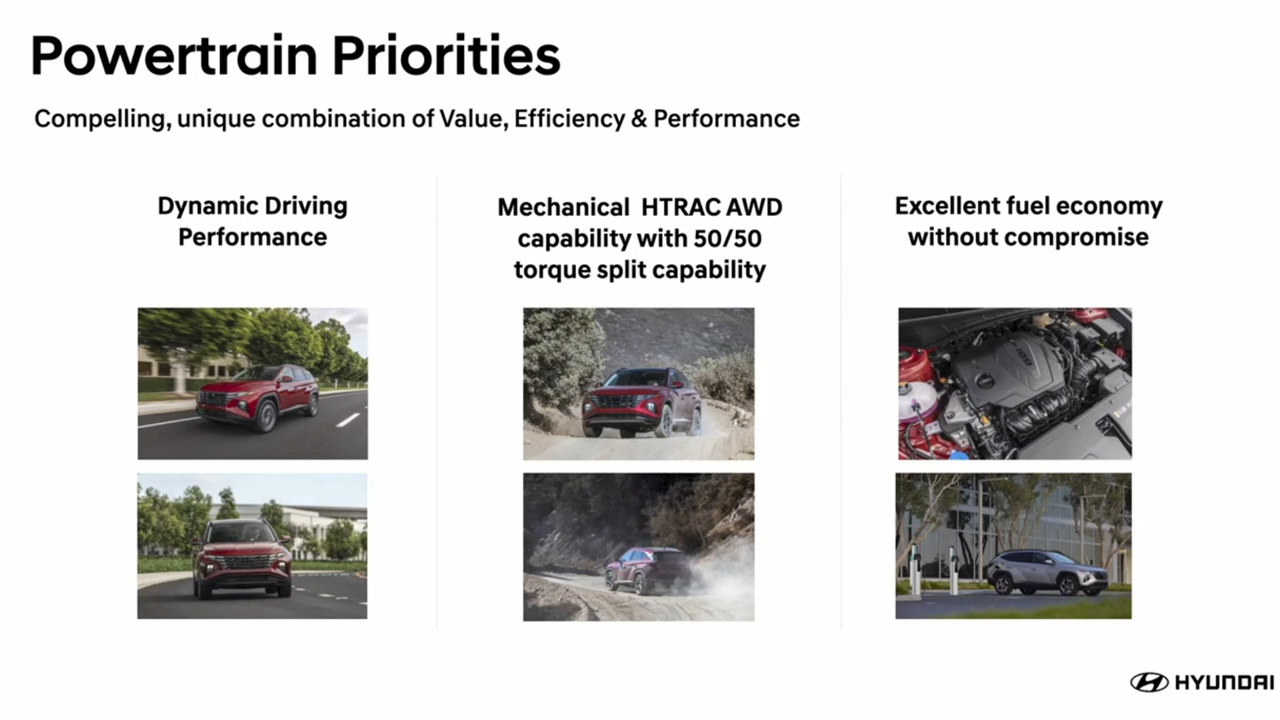 Powertrain Priorities
Compelling, unique combination of Value, Efficiency & Performance
Dynamic Driving
Performance
Mechanical HTRAC AWD
capability with 50/50
torque split capability
Excellent fuel economy
without compromise
HYUNDAI